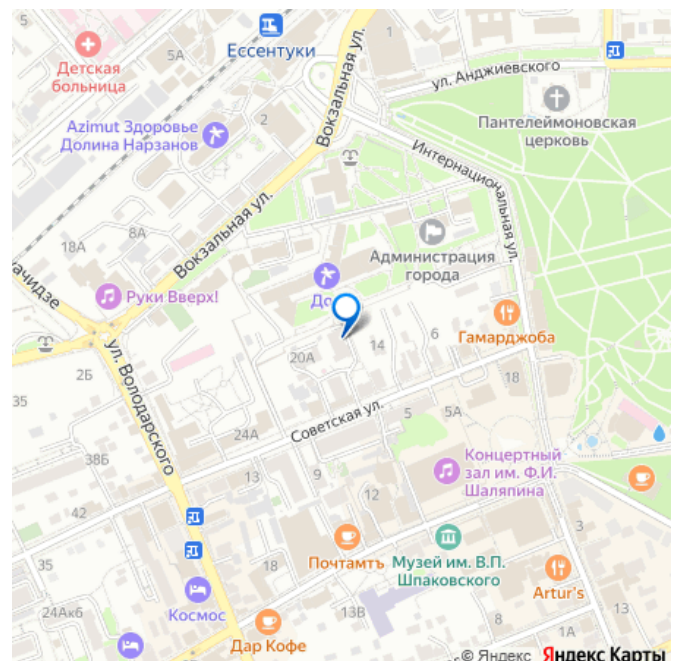 5
1
Ессентуки
Детская
больница
5А
Вокзальная ул.
ул. Анджиевского
Пантелеймоновская
церковь
Azimut Здоровье
Долина Нарзанов
2
Интернациональная ул.
Администрация
города
18А
8А
Вокзальная ул.
Руки Вверх!
До
Гамарджоба
20А
14
6
2Б
ул. Володарского
35
18
Советская ул.
5
5А
24А
38Б
13
9
Концертный
зал им. Ф.И.
Шаляпина
12
42
3
35
Почтамтъ
Музей им. В.П.
Шпаковского
18
Artur's
Космос
24Ак6
13В
8
1А
Дар Кофе
© Яндекс Яндекс Карты